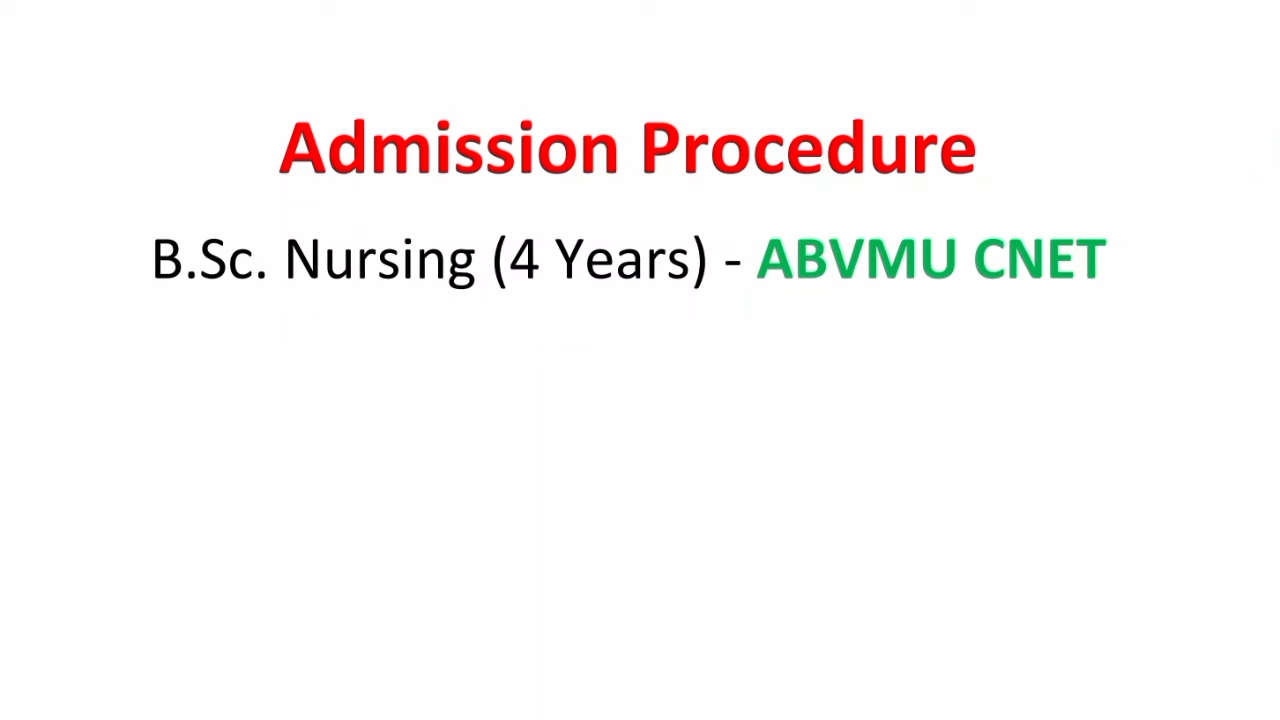 Admission Procedure
B.Sc. Nursing (4 Years) - ABVMU CNET